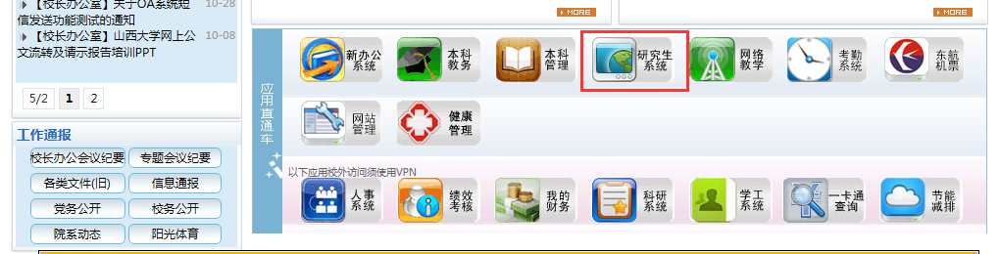 【校长办公室】关于OA系统短 10-28
信发送功能测试的通知
【校长办公室】山西大学网上公 10-08
文流转及请示报告培训PPT
5/2 1 2
工作通报
校长办公会议纪要 专题会议纪要
各类文件(旧) 信息通报
党务公开 校务公开
院系动态 阳光体育
MORE MORE
应用直通车
新办公
系统
本科
教务
本科
管理
研究生
系统
网络
教学
考勤
系统
东航
机票
网站
管理
健康
管理
以下应用校外访问须使用VPN
人事
系统
绩效
考核
我的
财务
科研
系统
学工
系统
一卡通
查询
节能
减排